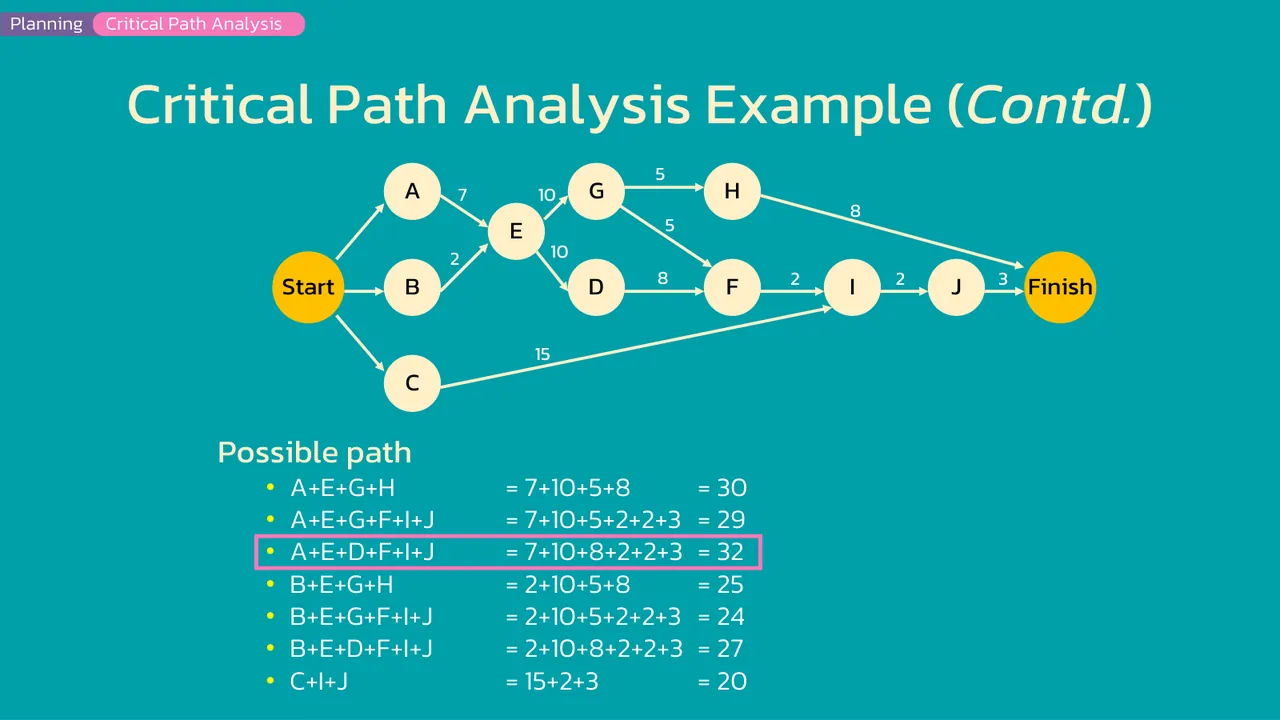 Planning Critical Path Analysis
Critical Path Analysis Example (Contd.)
A 7 10 G 5 H
E 5 8
10
2
Start B D 8 F 2 I 2 J 3 Finish
15
C
Possible path
• A+E+G+H = 7+10+5+8 = 30
• A+E+G+F+I+J = 7+10+5+2+2+3 = 29
• A+E+D+F+I+J = 7+10+8+2+2+3 = 32
• B+E+G+H = 2+10+5+8 = 25
• B+E+G+F+I+J = 2+10+5+2+2+3 = 24
• B+E+D+F+I+J = 2+10+8+2+2+3 = 27
• C+I+J = 15+2+3 = 20